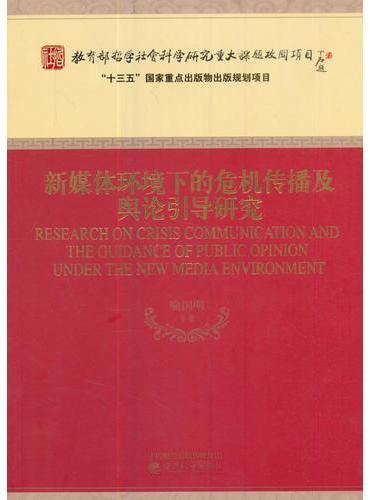 教育部哲学社会科学研究重大课题攻关项目
“十三五”国家重点出版物出版规划项目
新媒体环境下的危机传播及
舆论引导研究
RESEARCH ON CRISIS COMMUNICATION AND
THE GUIDANCE OF PUBLIC OPINION
UNDER THE NEW MEDIA ENVIRONMENT
喻国明
等著